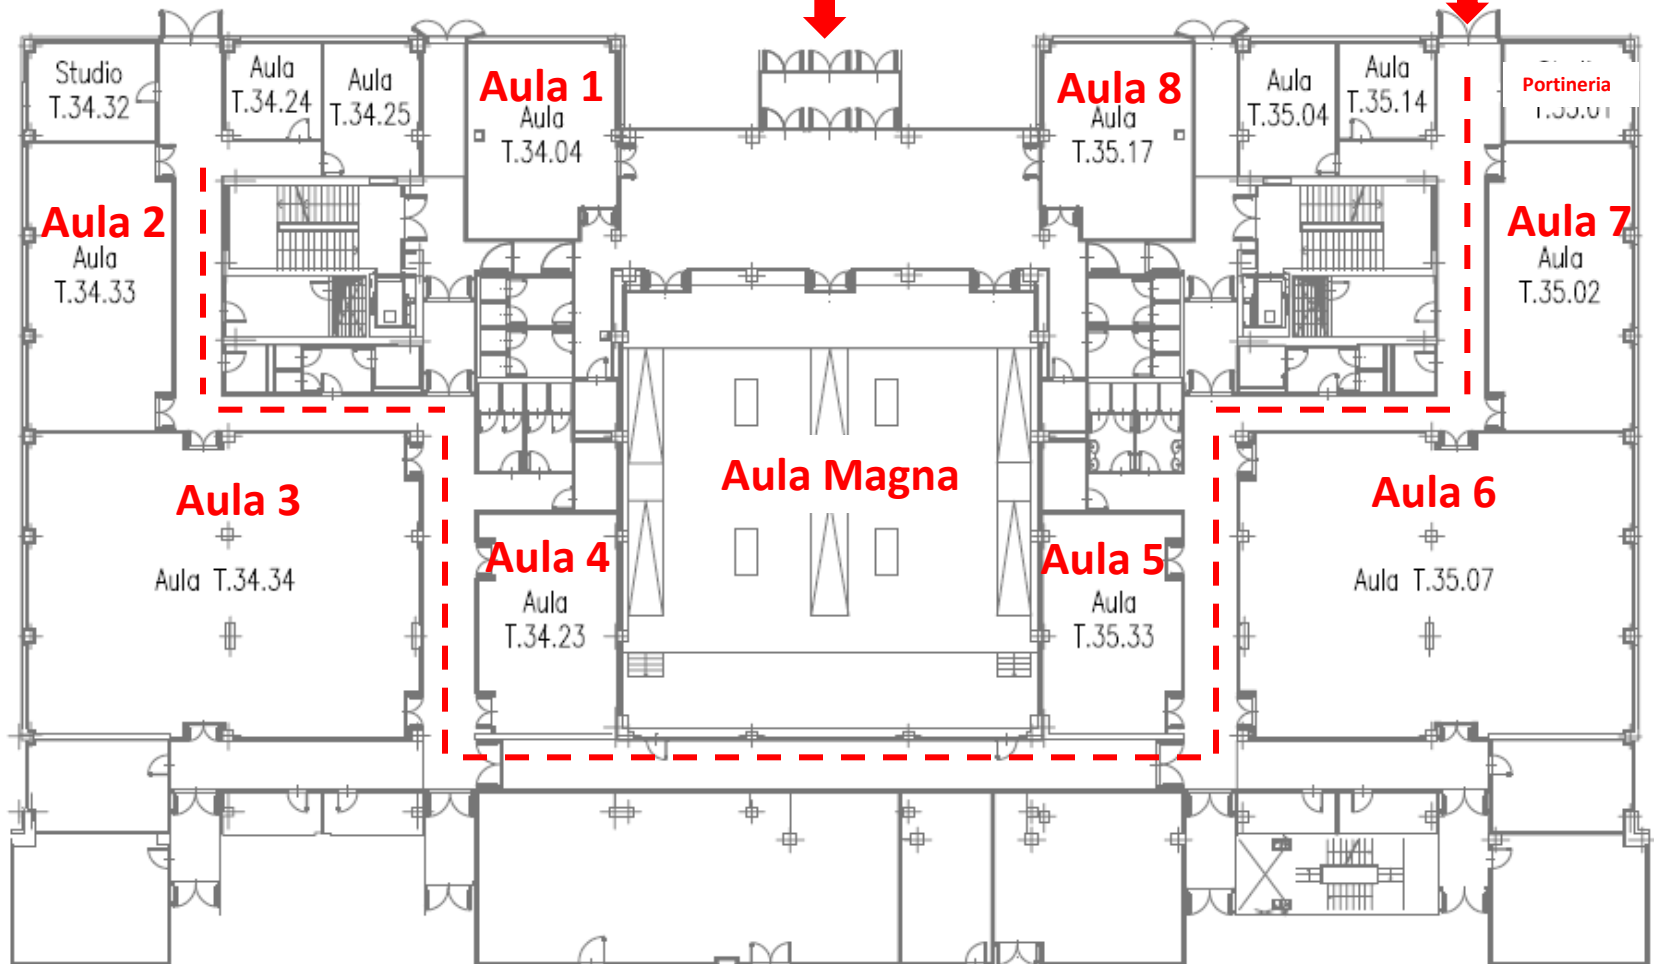 Studio
T.34.32
Aula
T.34.24
Aula
T.34.25
Aula 1
Aula
T.34.04
Aula 8
Aula
T.35.17
Aula
T.35.04
Aula
T.35.14
Portineria
Aula 2
Aula
T.34.33
Aula 7
Aula
T.35.02
Aula 3
Aula T.34.34
Aula 4
Aula
T.34.23
Aula Magna
Aula 5
Aula
T.35.33
Aula 6
Aula T.35.07